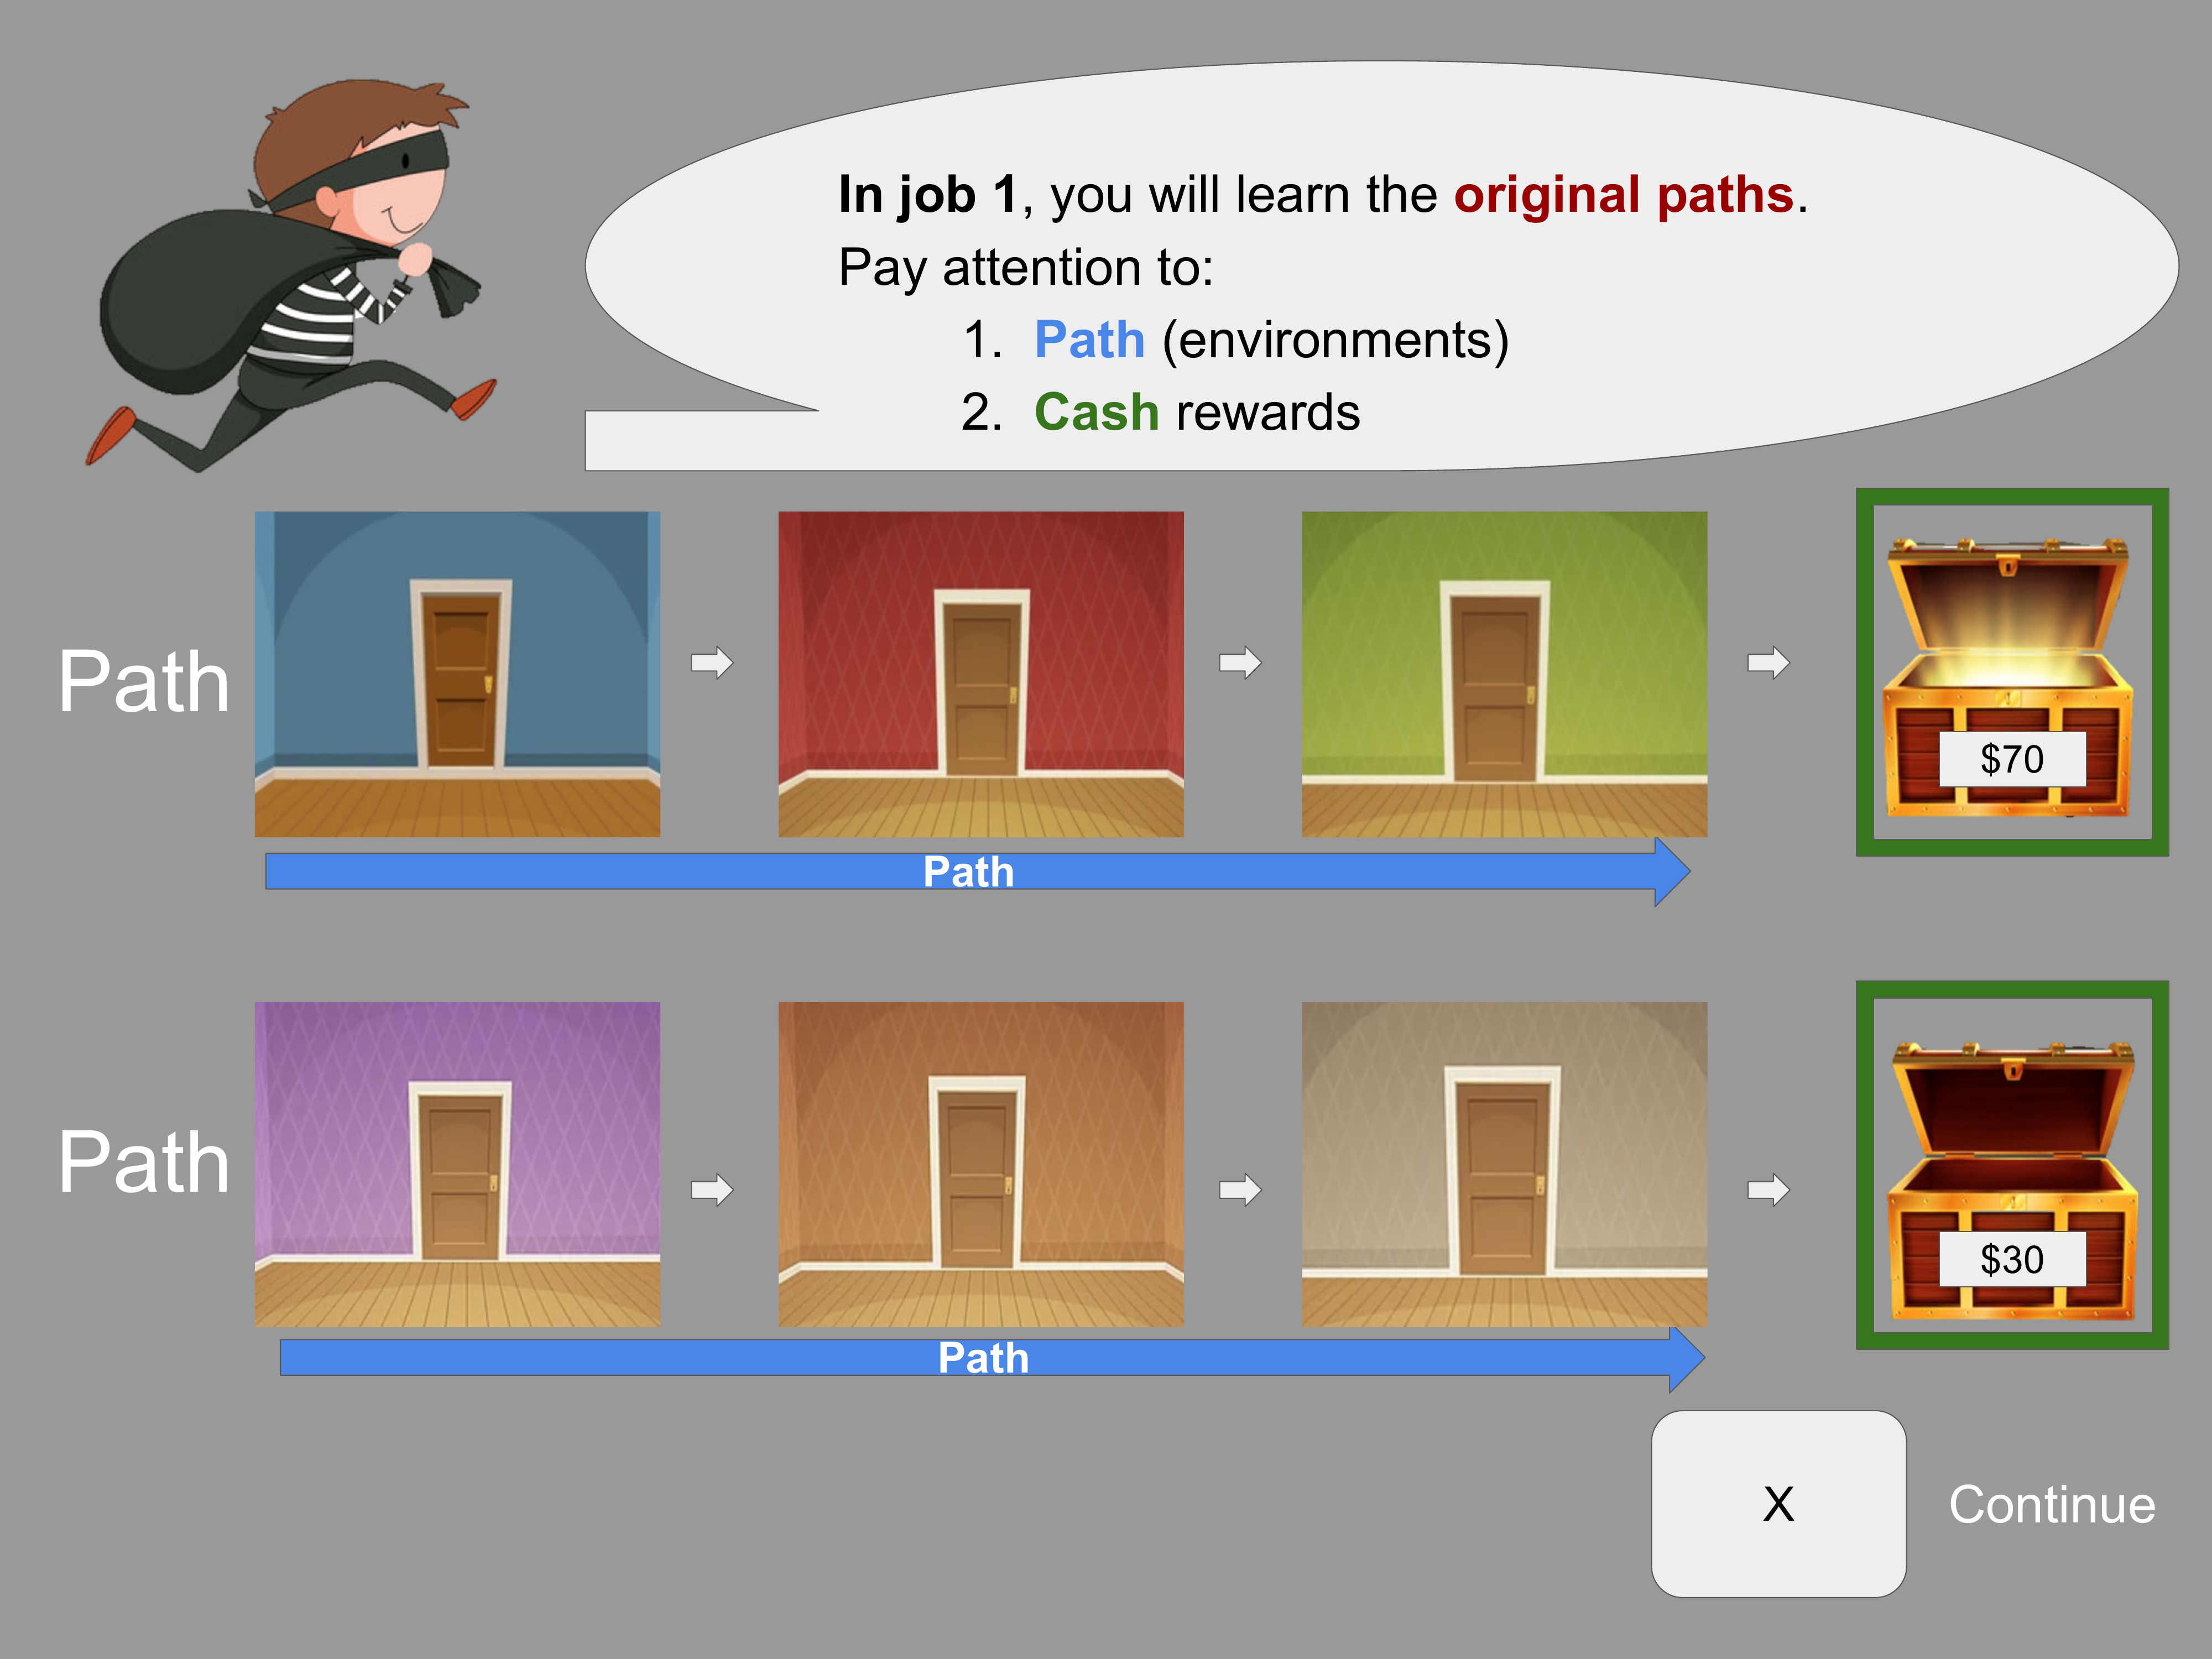 In job 1, you will learn the original paths.
Pay attention to:
1. Path (environments)
2. Cash rewards
Path
$70
Path
Path
$30
Path
X
Continue